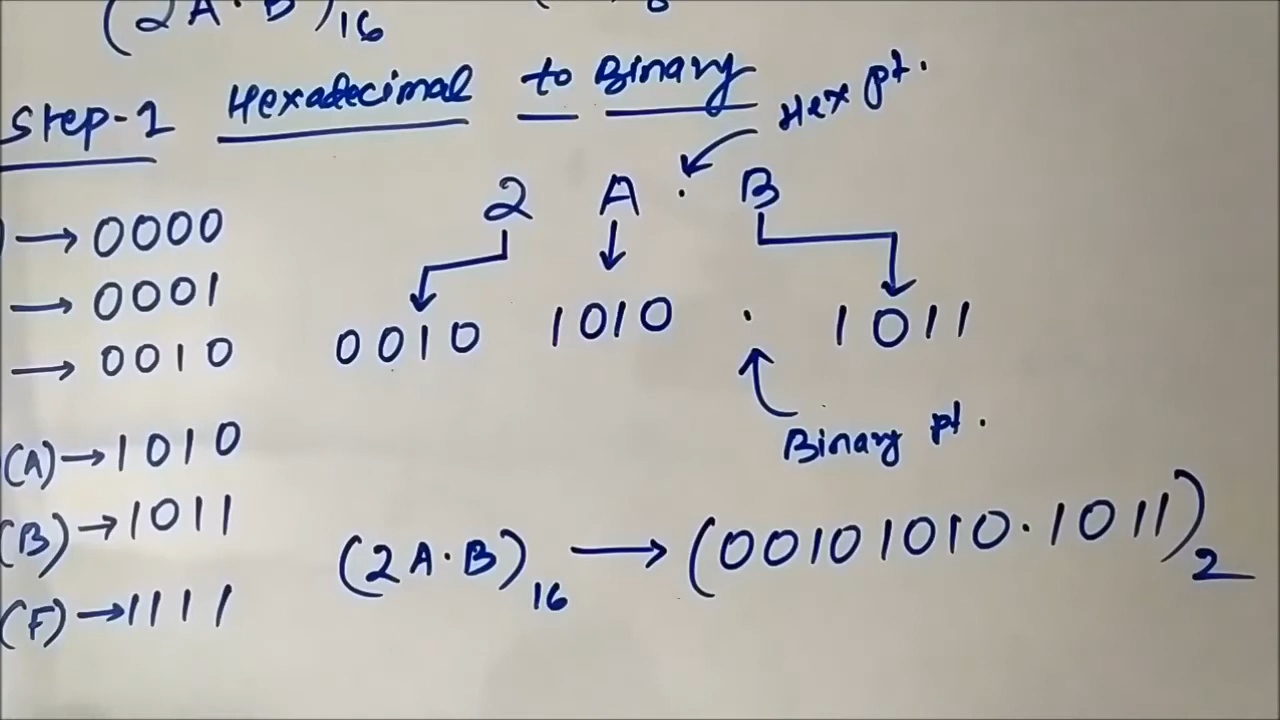 (2A.B)16
Step-1 Hexadecimal to Binary
Hex pt.
2 A . B
→ 0000
→ 0001
→ 0010
0010 1010 . 1011
Binary pt.
(A)→1010
(B)→1011
(F)→1111
(2A.B)16 → (00101010.1011)2